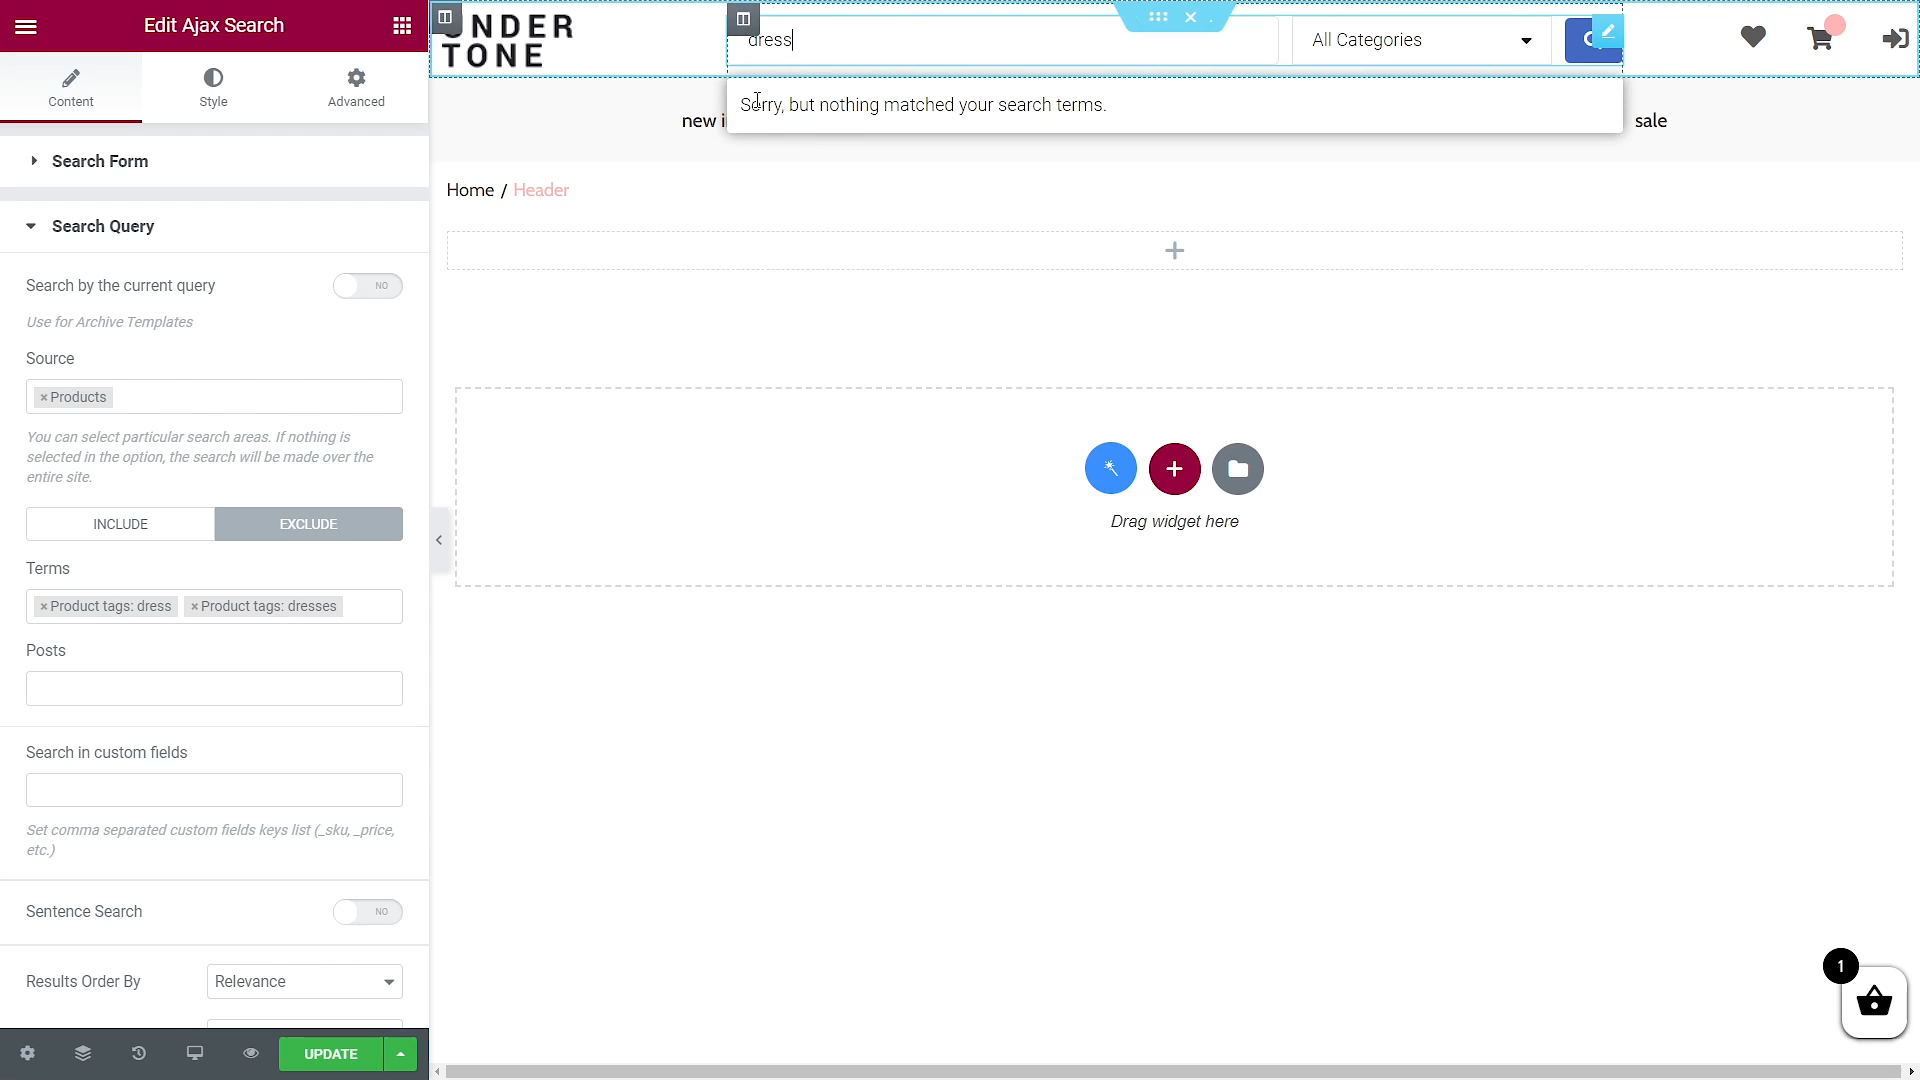 Edit Ajax Search
Content
Style
Advanced
Search Form
Search Query
Search by the current query
NO
Use for Archive Templates
Source
× Products
You can select particular search areas. If nothing is
selected in the option, the search will be made over the
entire site.
INCLUDE
EXCLUDE
Terms
× Product tags: dress
× Product tags: dresses
Posts
Search in custom fields
Set comma separated custom fields keys list (_sku, _price,
etc.)
Sentence Search
NO
Results Order By
Relevance
UPDATE
UNDER
TONE
dress
All Categories
Sorry, but nothing matched your search terms.
new
sale
Home / Header
Drag widget here
1